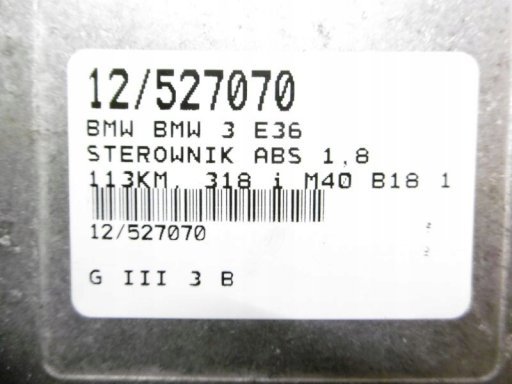 12/527070
BMW BMW 3 E36
STEROWNIK ABS 1,8
113KM, 318 i M40 B18 1
12/527070
G III 3 B